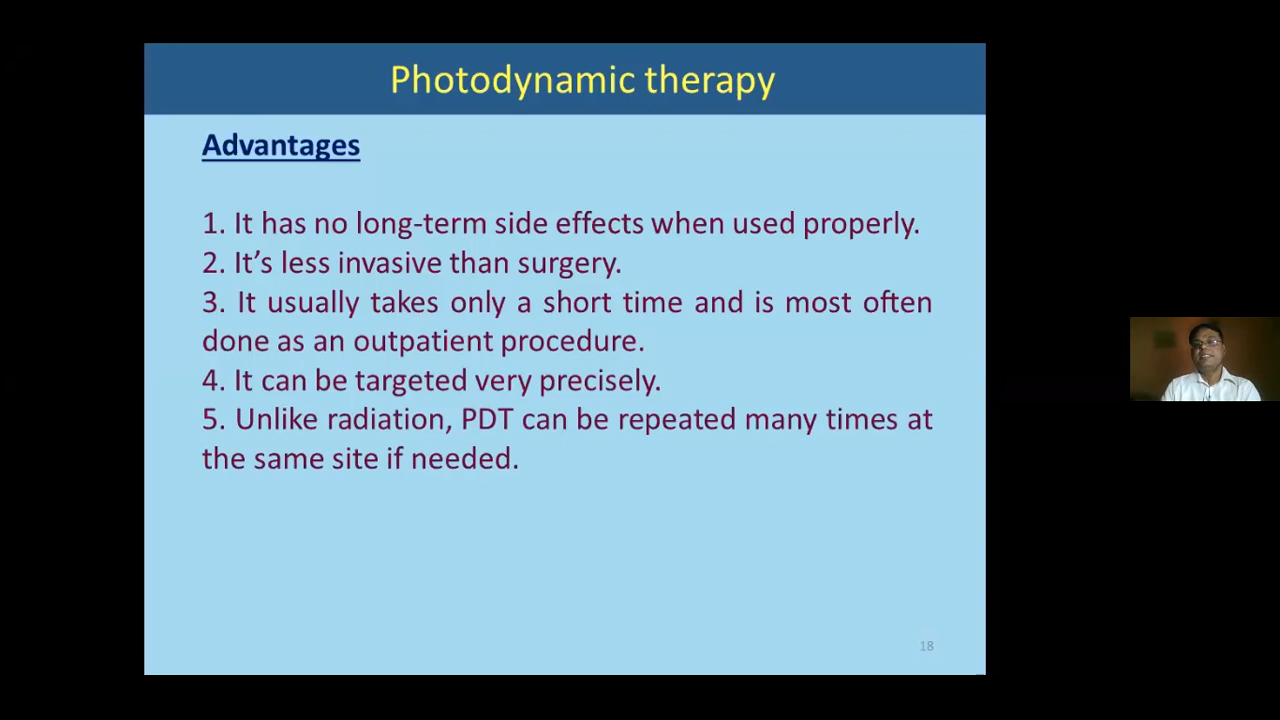 Photodynamic therapy
Advantages
1. It has no long-term side effects when used properly.
2. It’s less invasive than surgery.
3. It usually takes only a short time and is most often
done as an outpatient procedure.
4. It can be targeted very precisely.
5. Unlike radiation, PDT can be repeated many times at
the same site if needed.
18